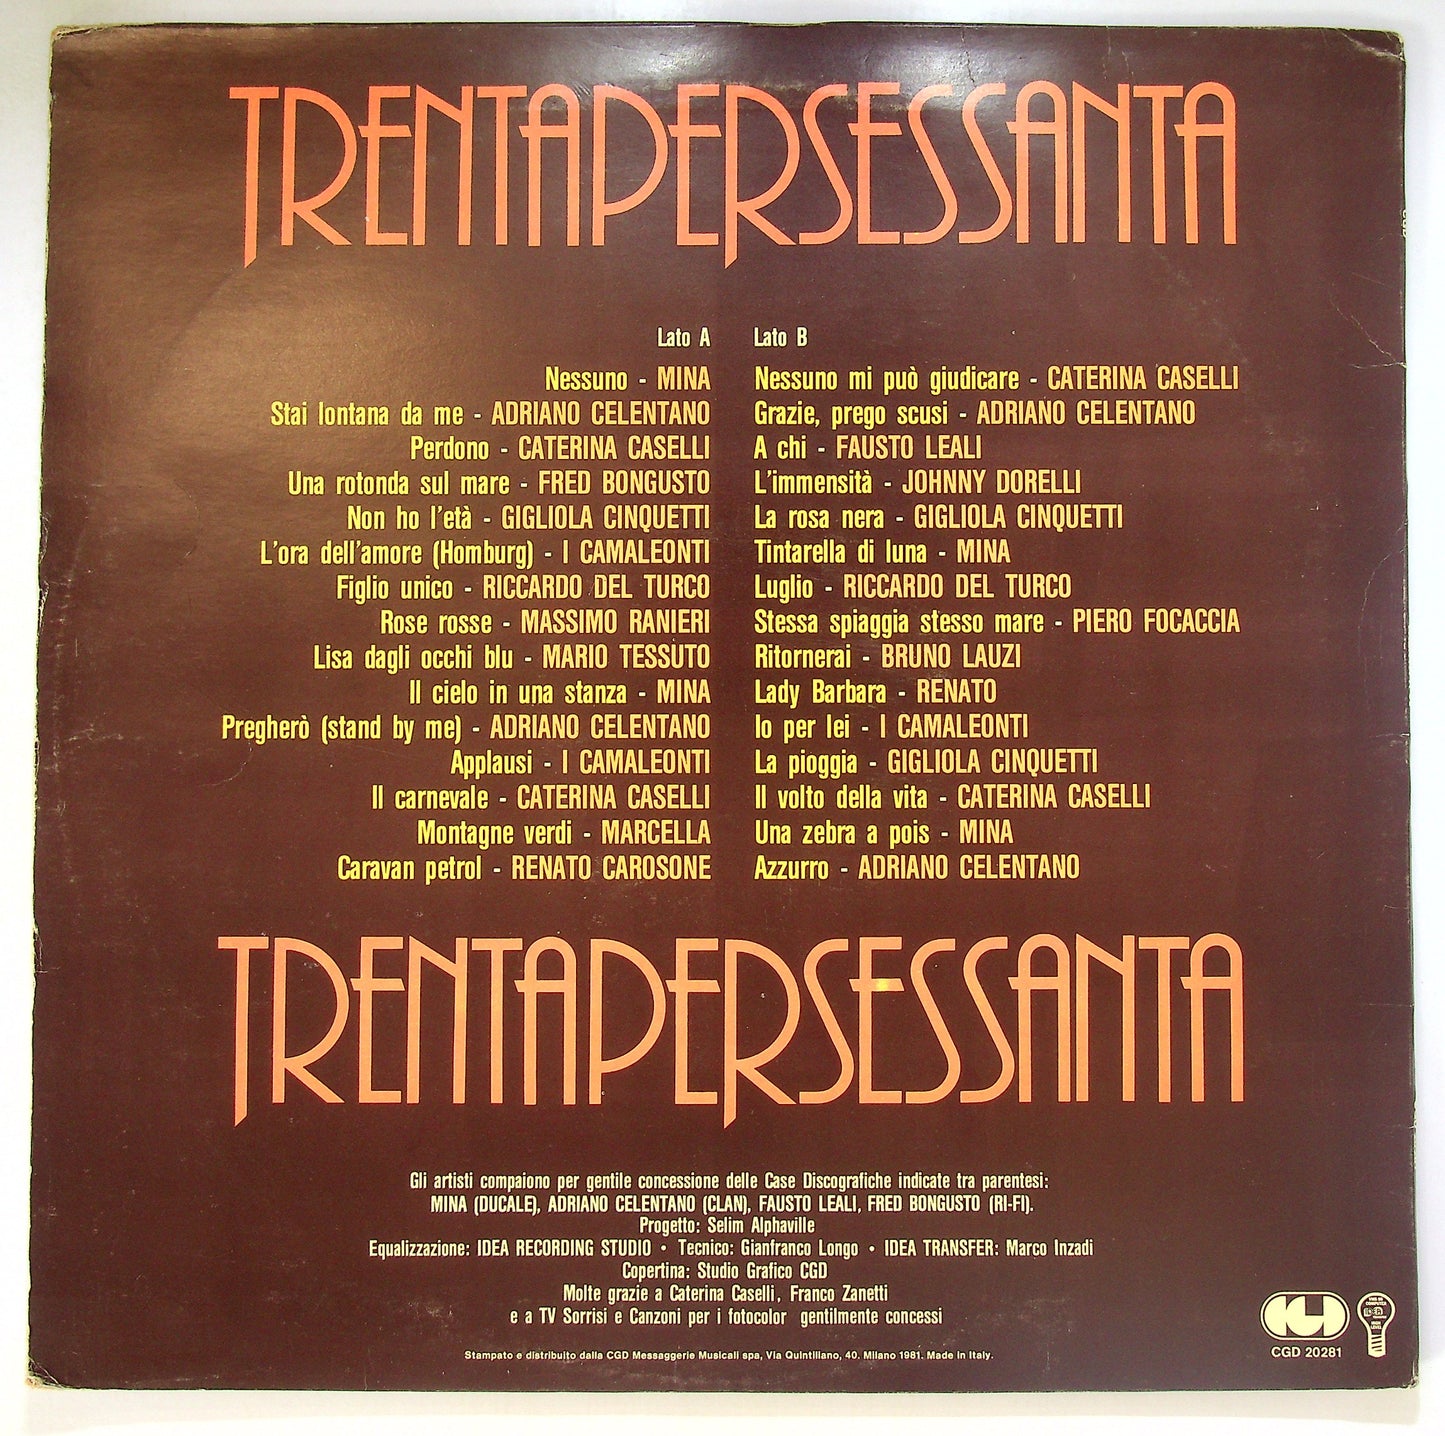 TRENTAPERSESSANTA
Lato A
Nessuno - MINA
Stai lontana da me - ADRIANO CELENTANO
Perdono - CATERINA CASELLI
Una rotonda sul mare - FRED BONGUSTO
Non ho l'età - GIGLIOLA CINQUETTI
L'ora dell'amore (Homburg) - I CAMALEONTI
Figlio unico - RICCARDO DEL TURCO
Rose rosse - MASSIMO RANIERI
Lisa dagli occhi blu - MARIO TESSUTO
Il cielo in una stanza - MINA
Pregherò (stand by me) - ADRIANO CELENTANO
Applausi - I CAMALEONTI
Il carnevale - CATERINA CASELLI
Montagne verdi - MARCELLA
Caravan petrol - RENATO CAROSONE
Lato B
Nessuno mi può giudicare - CATERINA CASELLI
Grazie, prego scusi - ADRIANO CELENTANO
A chi - FAUSTO LEALI
L'immensità - JOHNNY DORELLI
La rosa nera - GIGLIOLA CINQUETTI
Tintarella di luna - MINA
Luglio - RICCARDO DEL TURCO
Stessa spiaggia stesso mare - PIERO FOCACCIA
Ritornerai - BRUNO LAUZI
Lady Barbara - RENATO
Io per lei - I CAMALEONTI
La pioggia - GIGLIOLA CINQUETTI
Il volto della vita - CATERINA CASELLI
Una zebra a pois - MINA
Azzurro - ADRIANO CELENTANO
TRENTAPERSESSANTA
Gli artisti compaiono per gentile concessione delle Case Discografiche indicate tra parentesi:
MINA (DUCALE), ADRIANO CELENTANO (CLAN), FAUSTO LEALI, FRED BONGUSTO (RI-FI).
Progetto: Selim Alphaville
Equalizzazione: IDEA RECORDING STUDIO • Tecnico: Gianfranco Longo • IDEA TRANSFER: Marco Inzadi
Copertina: Studio Grafico CGD
Molte grazie a Caterina Caselli, Franco Zanetti
e a TV Sorrisi e Canzoni per i fotocolor gentilmente concessi
Stampato e distribuito dalla CGD Messaggerie Musicali spa, Via Quintiliano, 40. Milano 1981. Made in Italy.
CGD 20281